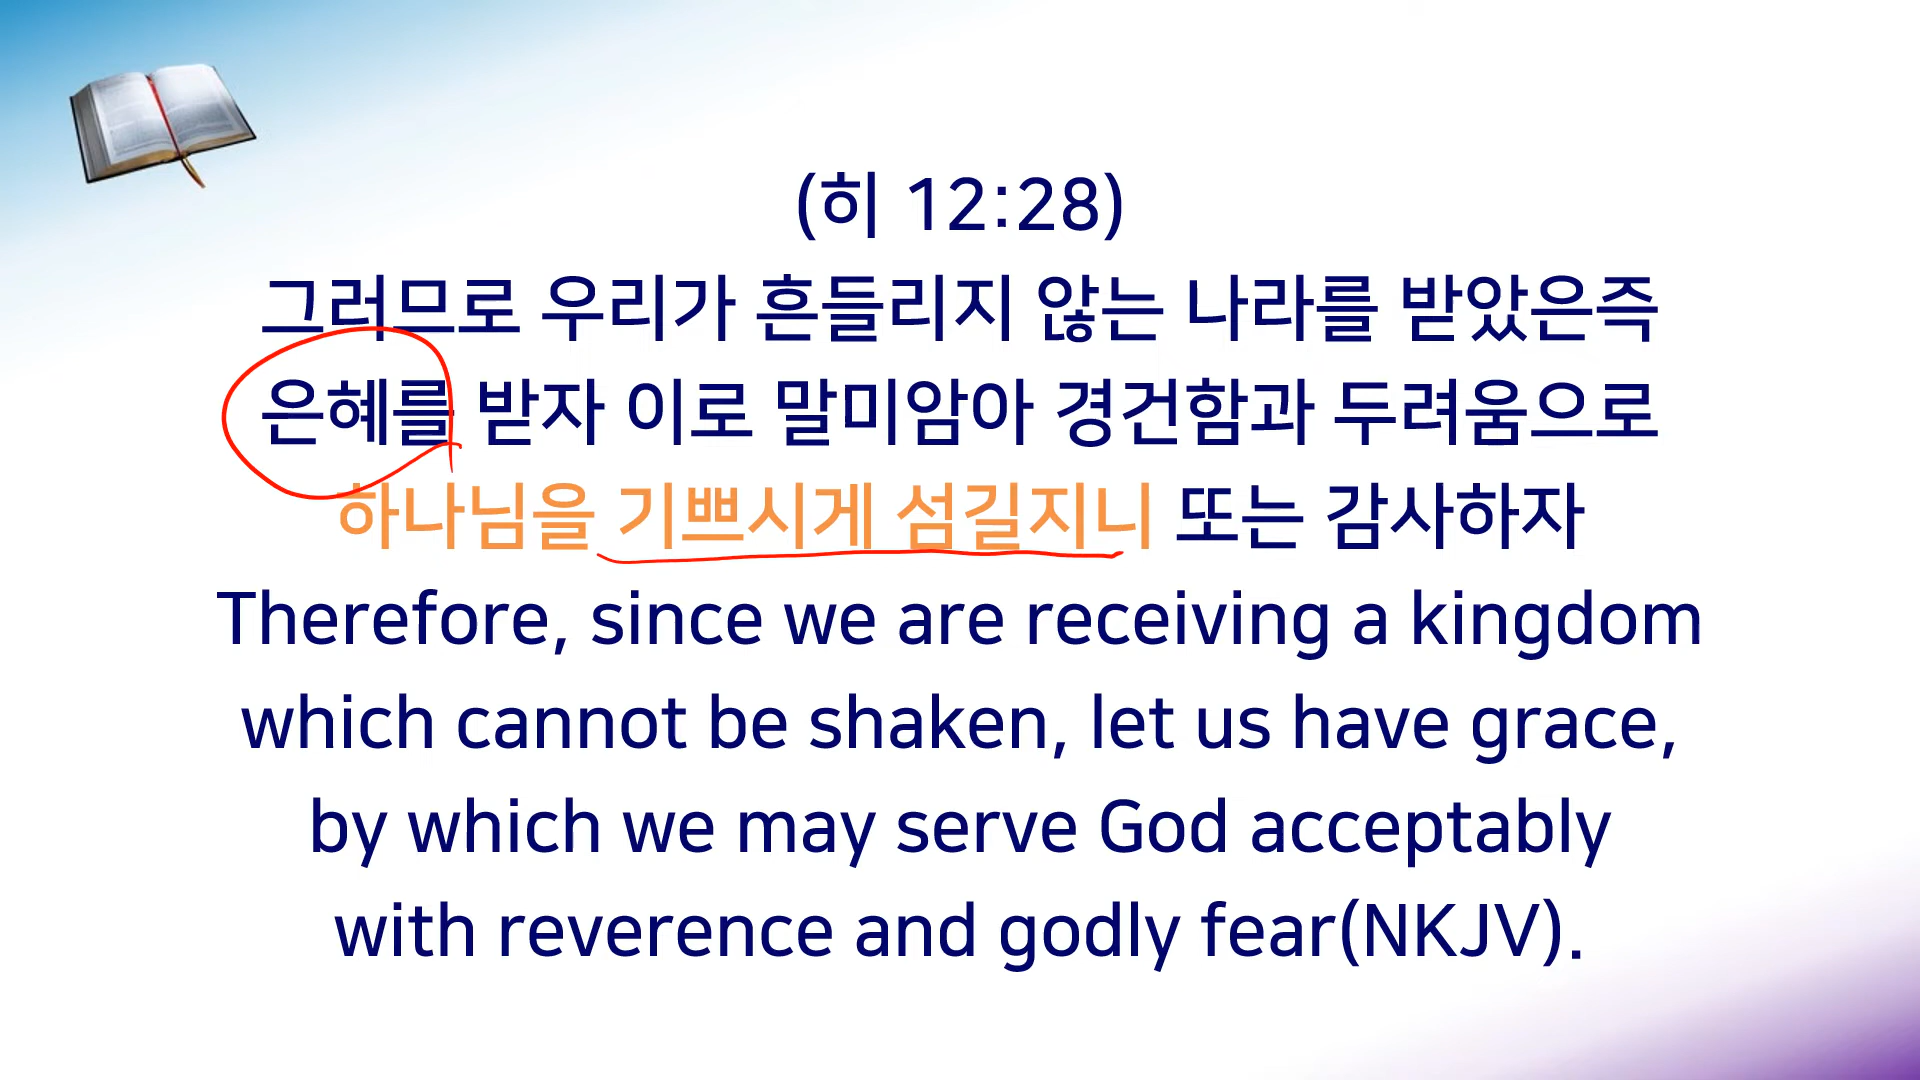 (히 12:28)
그러므로 우리가 흔들리지 않는 나라를 받았은즉
은혜를 받자 이로 말미암아 경건함과 두려움으로
하나님을 기쁘시게 섬길지니 또는 감사하자
Therefore, since we are receiving a kingdom
which cannot be shaken, let us have grace,
by which we may serve God acceptably
with reverence and godly fear(NKJV).